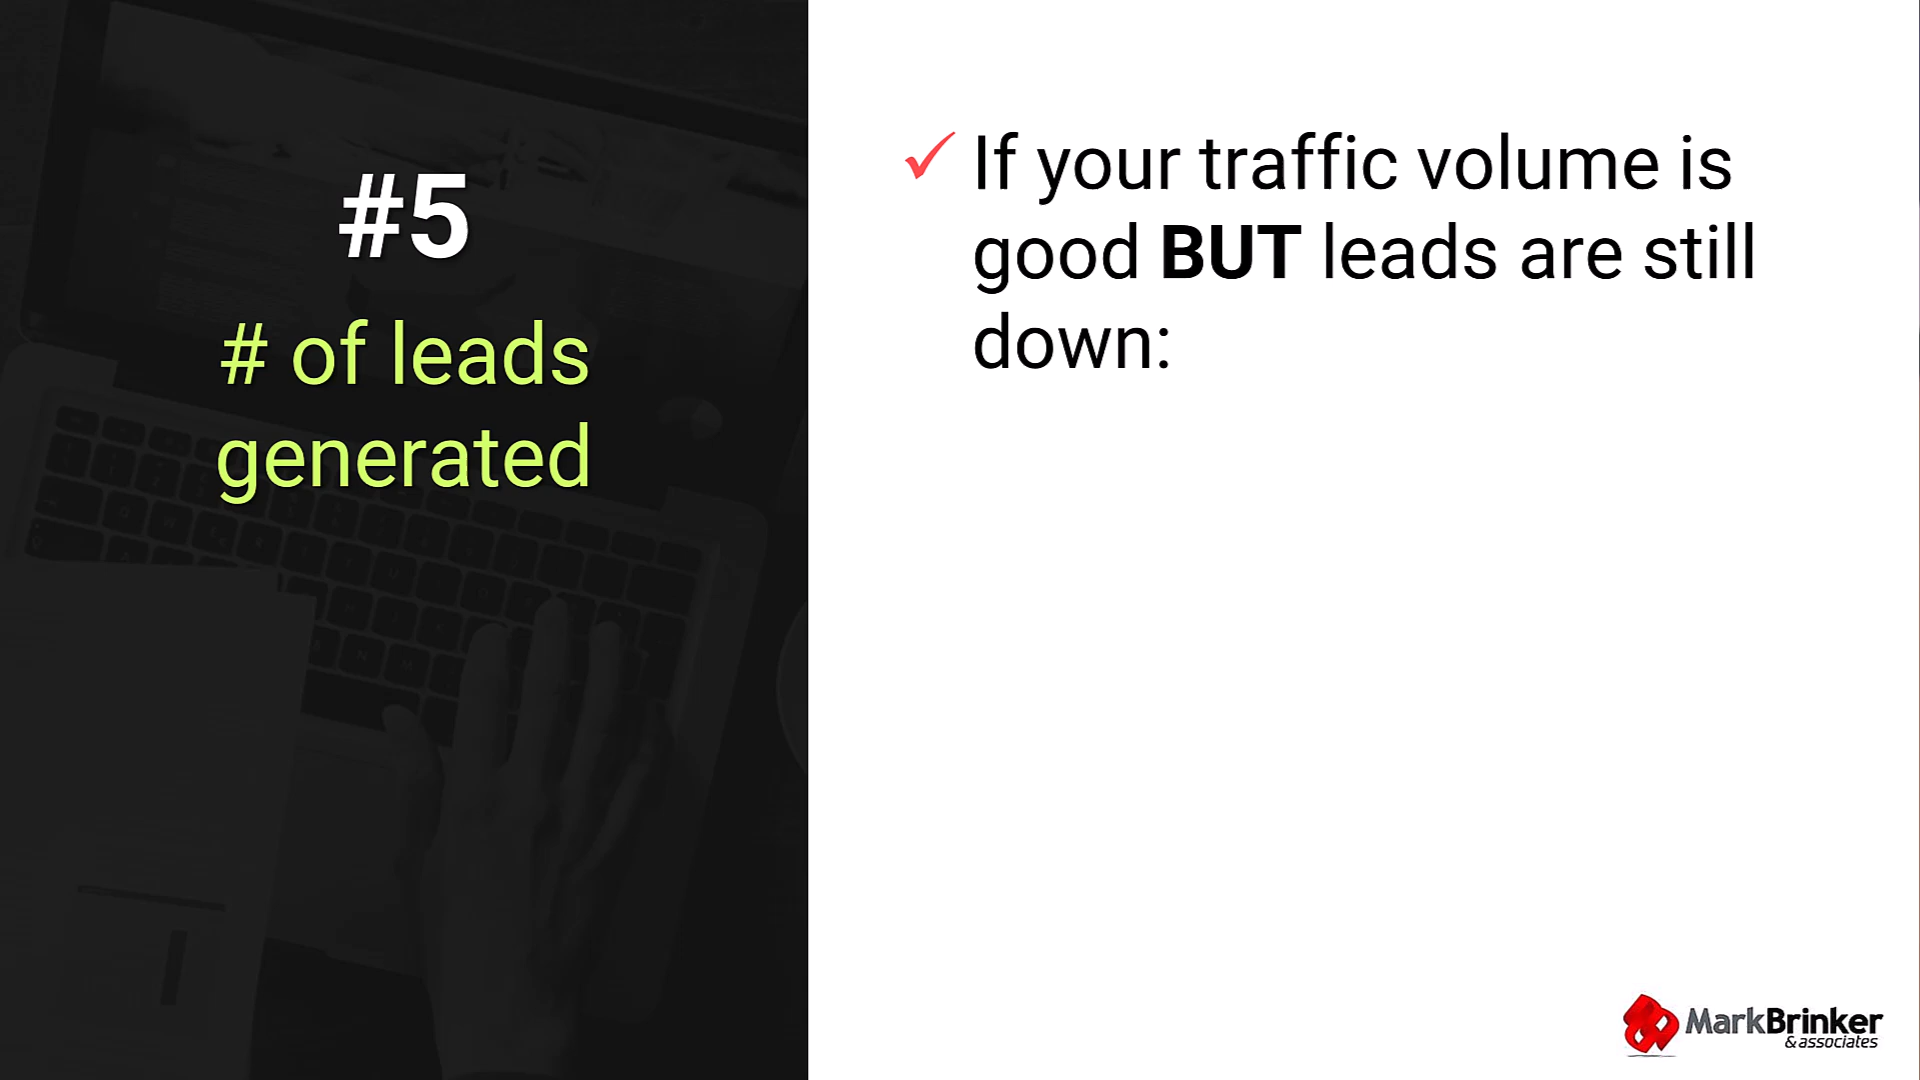 #5
# of leads
generated
If your traffic volume is
good BUT leads are still
down:
MarkBrinker
& associates